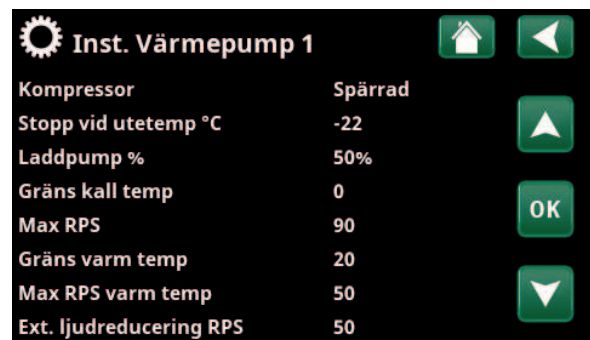 Inst. Värmepump 1
Kompressor Spärrad
Stopp vid utetemp °C -22
Laddpump % 50%
Gräns kall temp 0
Max RPS 90
OK
Gräns varm temp 20
Max RPS varm temp 50
Ext. ljudreducering RPS 50